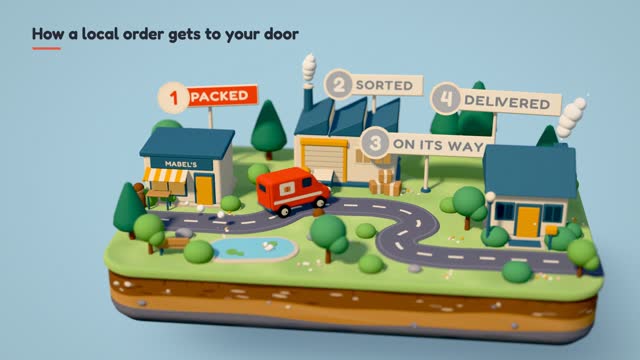 How a local order gets to your door
1 PACKED
2 SORTED
4 DELIVERED
3 ON ITS WAY
MABEL'S